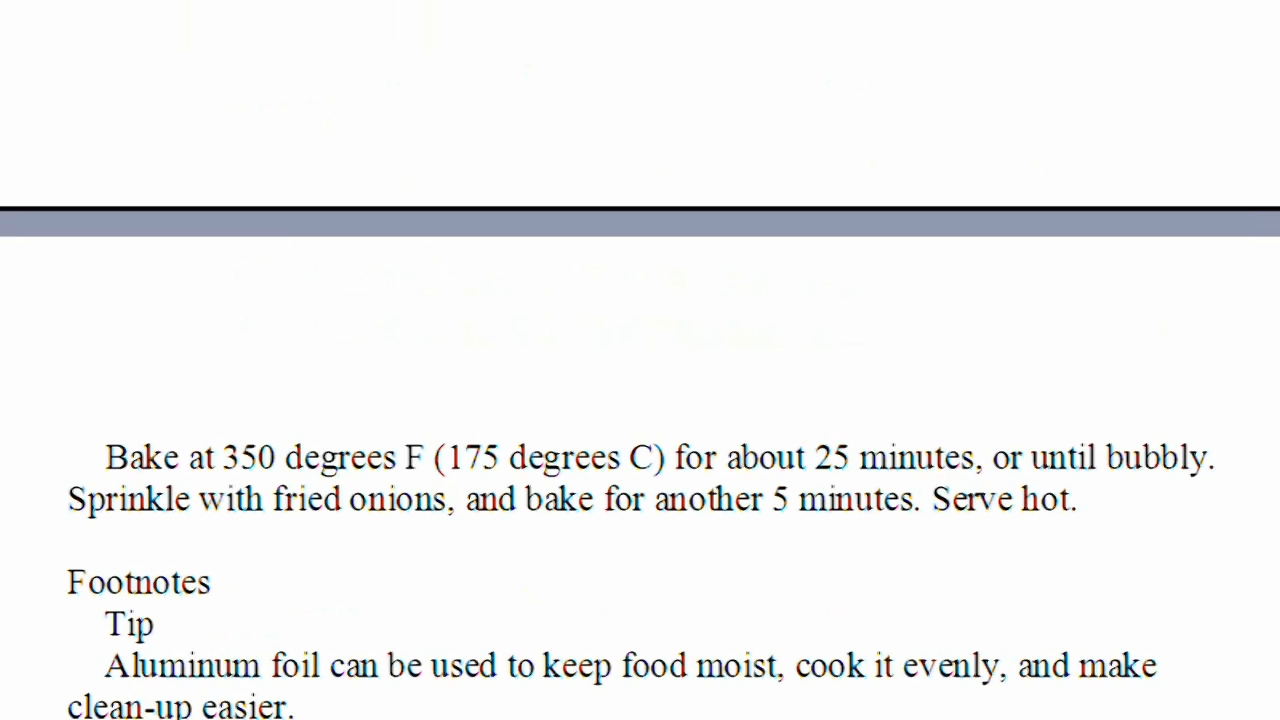 Bake at 350 degrees F (175 degrees C) for about 25 minutes, or until bubbly.
Sprinkle with fried onions, and bake for another 5 minutes. Serve hot.
Footnotes
Tip
Aluminum foil can be used to keep food moist, cook it evenly, and make
clean-up easier.